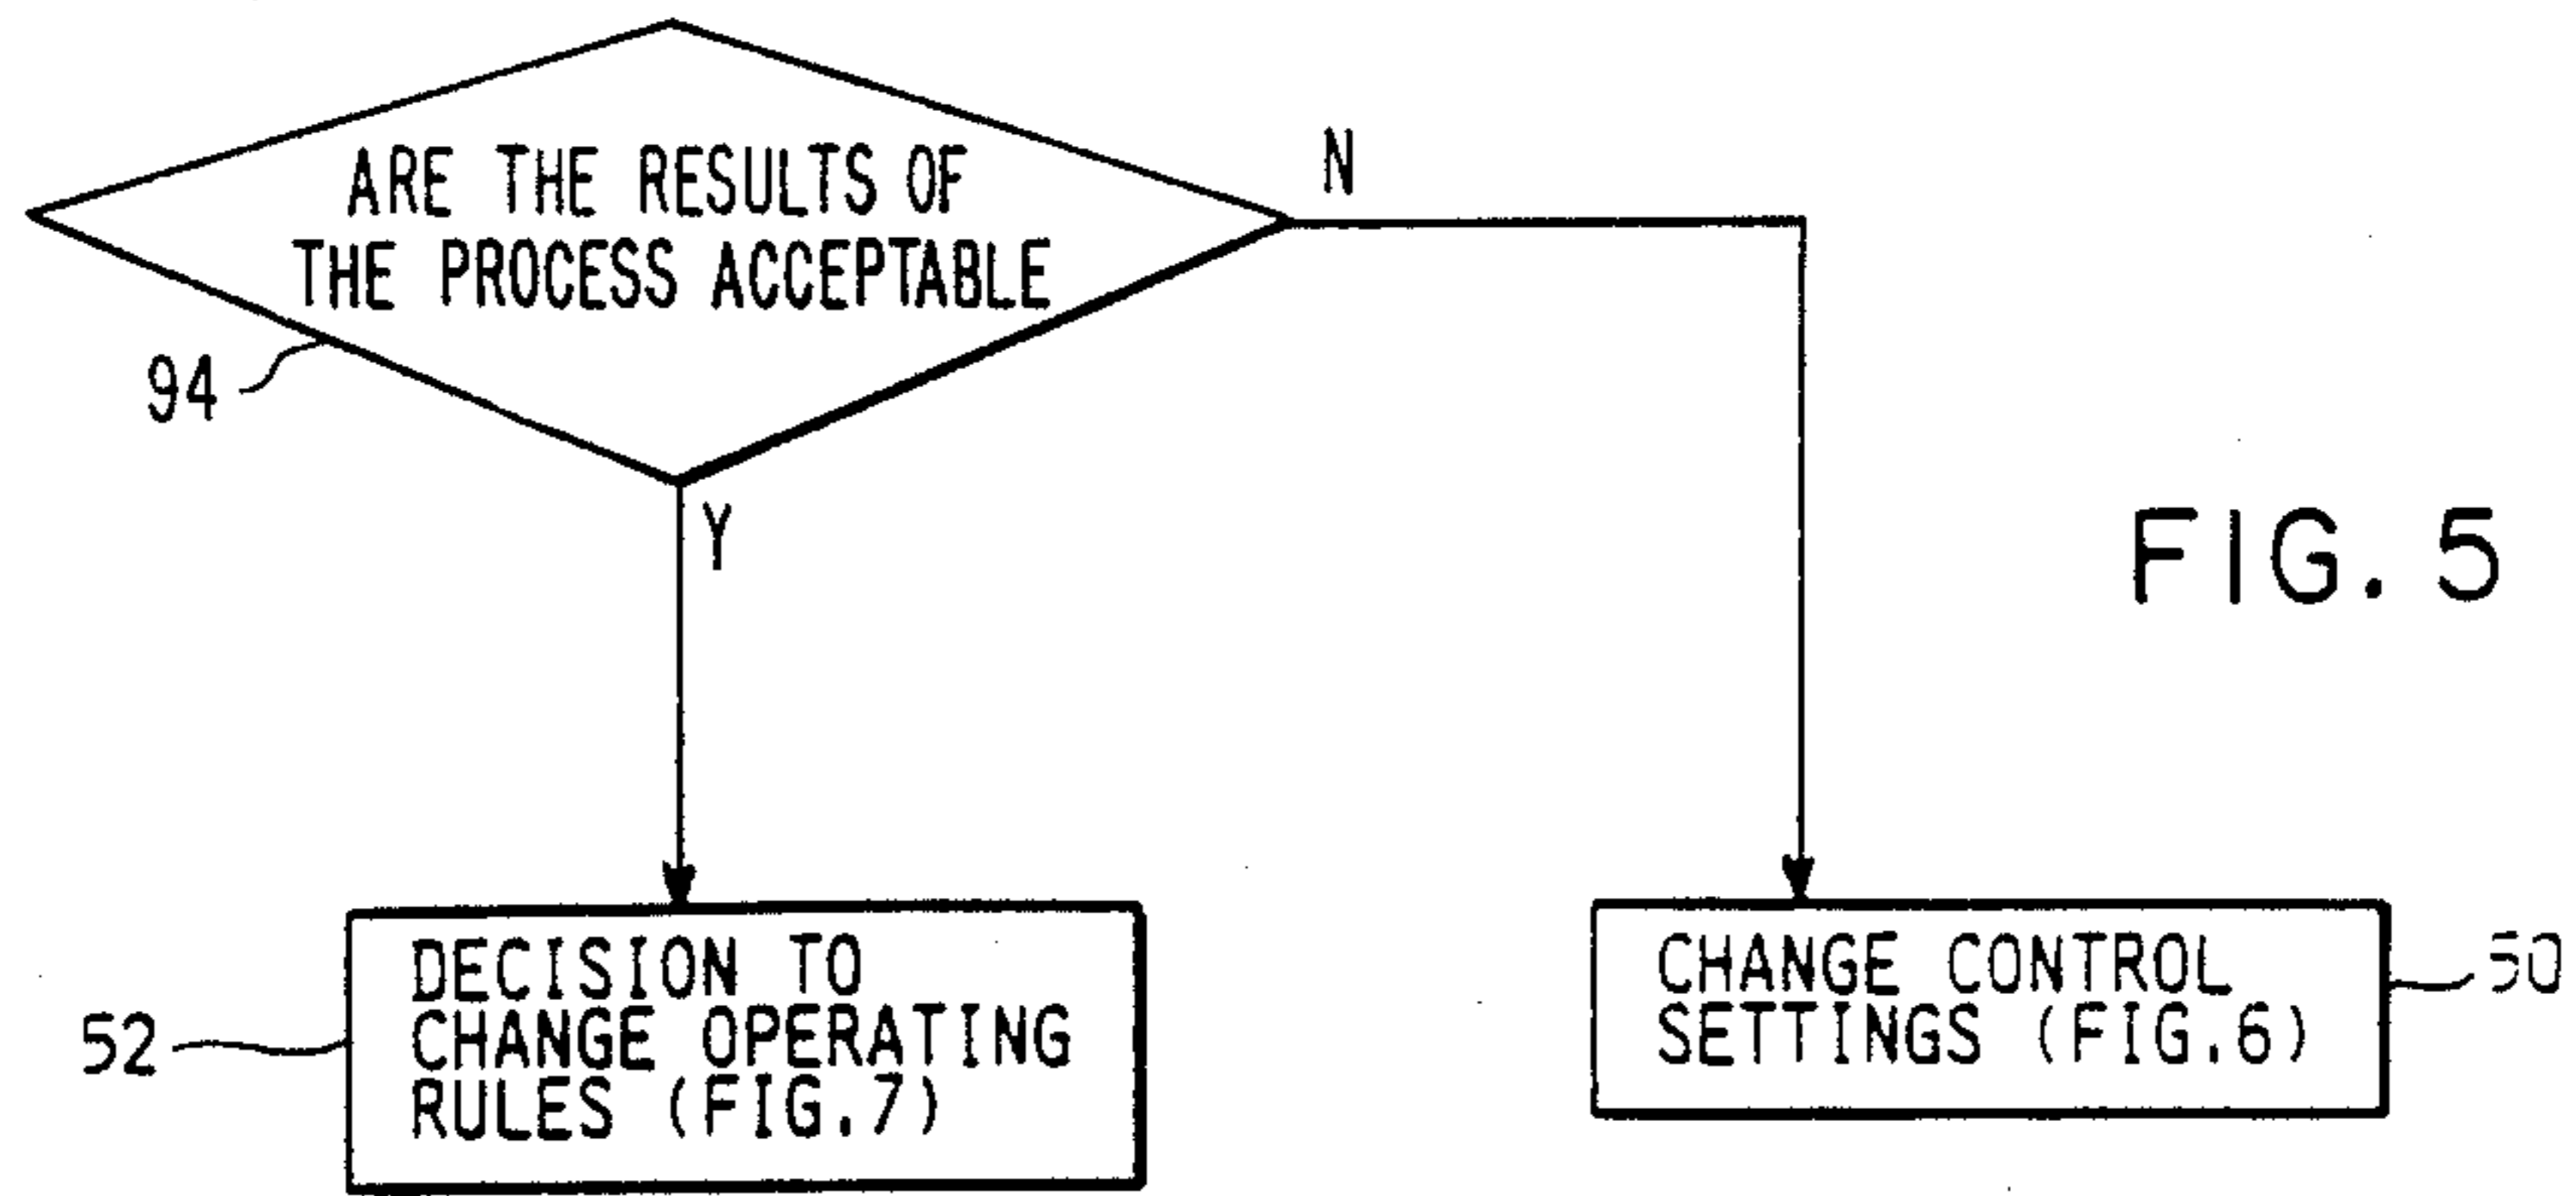 ARE THE RESULTS OF
THE PROCESS ACCEPTABLE
N
94
Y
FIG. 5
DECISION TO
CHANGE OPERATING
RULES (FIG.7)
52
CHANGE CONTROL
SETTINGS (FIG.6)
50